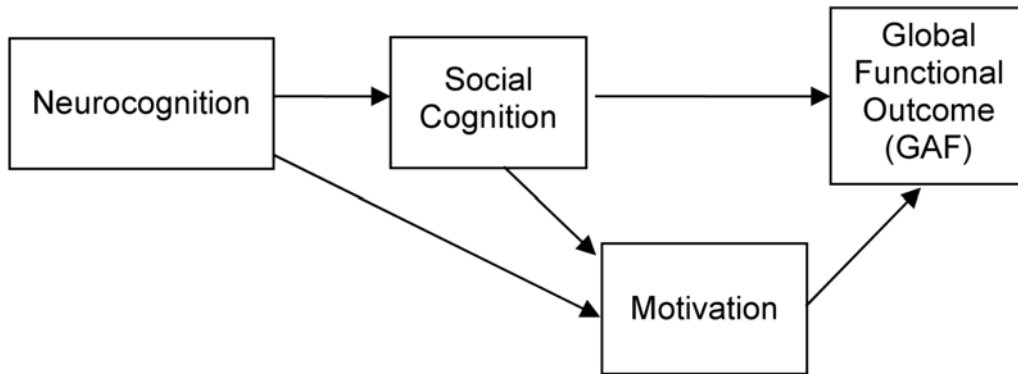 Neurocognition
Social
Cognition
Global
Functional
Outcome
(GAF)
Motivation